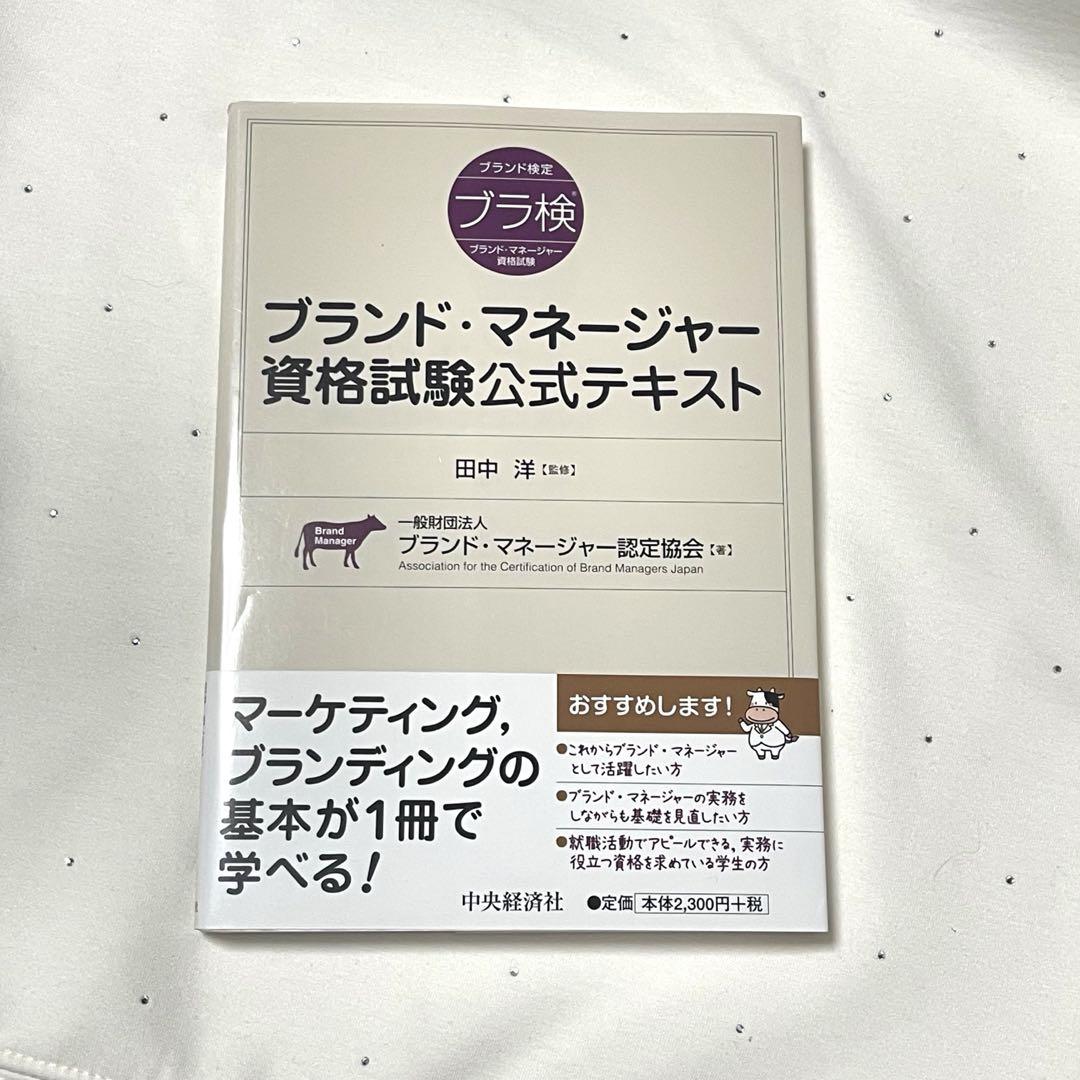 ブランド検定
ブラ検®
ブランド・マネージャー
資格試験
ブランド・マネージャー
資格試験公式テキスト
田中 洋【監修】
Brand
Manager
一般財団法人
ブランド・マネージャー認定協会【著】
Association for the Certification of Brand Managers Japan
マーケティング,
ブランディングの
基本が1冊で
学べる!
おすすめします!
●これからブランド・マネージャー
として活躍したい方
●ブランド・マネージャーの実務を
しながらも基礎を見直したい方
●就職活動でアピールできる,実務に
役立つ資格を求めている学生の方
中央経済社
●定価 本体2,300円+税